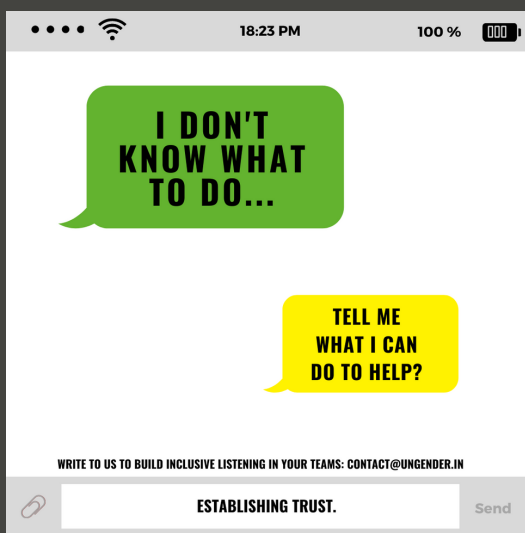 18:23 PM
100 %
I DON'T
KNOW WHAT
TO DO...
TELL ME
WHAT I CAN
DO TO HELP?
WRITE TO US TO BUILD INCLUSIVE LISTENING IN YOUR TEAMS: CONTACT@UNGENDER.IN
ESTABLISHING TRUST.
Send